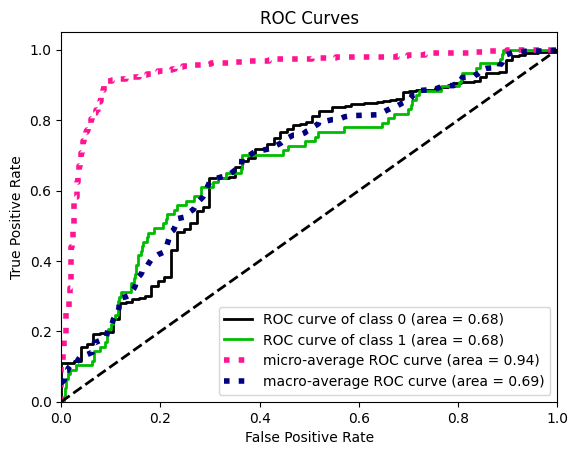 ROC Curves
True Positive Rate
1.0
0.8
0.6
0.4
0.2
0.0
ROC curve of class 0 (area = 0.68)
ROC curve of class 1 (area = 0.68)
micro-average ROC curve (area = 0.94)
macro-average ROC curve (area = 0.69)
0.0 0.2 0.4 0.6 0.8 1.0
False Positive Rate